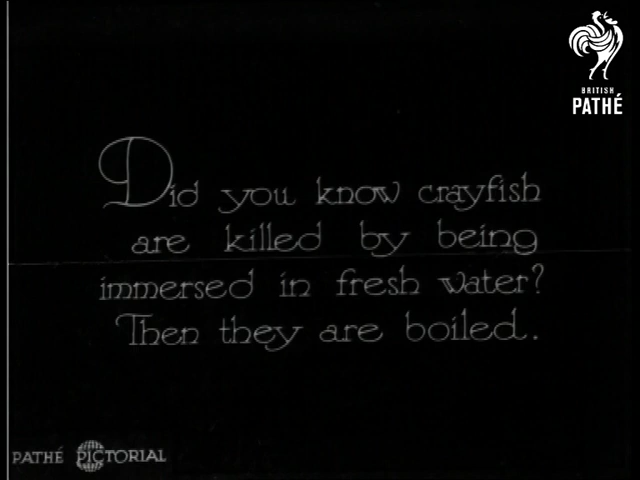 BRITISH
PATHÉ
Did you know crayfish
are killed by being
immersed in fresh water?
Then they are boiled..
PATHÉ PICTORIAL